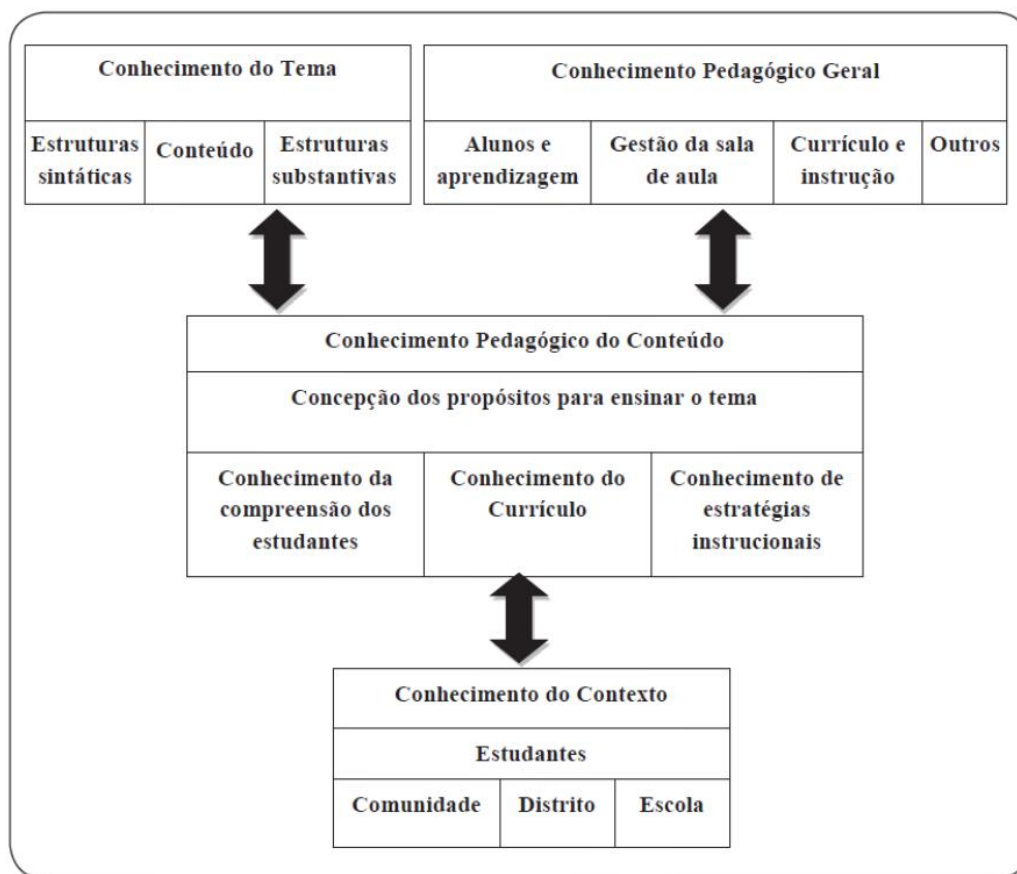 Conhecimento do Tema
Estruturas
sintáticas
Conteúdo
Estruturas
substantivas
Conhecimento Pedagógico Geral
Alunos e
aprendizagem
Gestão da sala
de aula
Currículo e
instrução
Outros
Conhecimento Pedagógico do Conteúdo
Concepção dos propósitos para ensinar o tema
Conhecimento da
compreensão dos
estudantes
Conhecimento do
Currículo
Conhecimento de
estratégias
instrucionais
Conhecimento do Contexto
Estudantes
Comunidade
Distrito
Escola